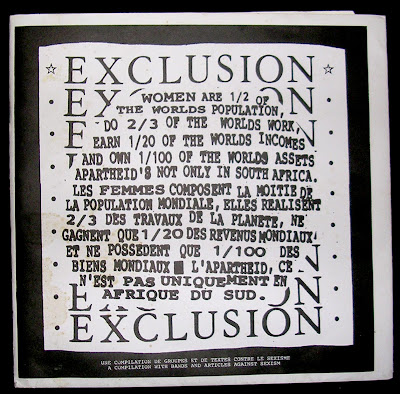 ☆ EXCLUSION ☆
WOMEN ARE 1/2 OF
THE WORLDS POPULATION,
DO 2/3 OF THE WORLDS WORK,
EARN 1/20 OF THE WORLDS INCOMES
AND OWN 1/100 OF THE WORLDS ASSETS
APARTHEID'S NOT ONLY IN SOUTH AFRICA.
LES FEMMES COMPOSENT LA MOITIE DE
LA POPULATION MONDIALE, ELLES REALISENT
2/3 DES TRAVAUX DE LA PLANETE, NE
GAGNENT QUE 1/20 DES REVENUS MONDIAUX
ET NE POSSEDENT QUE 1/100 DES
BIENS MONDIAUX ■ L'APARTHEID, CE
N'EST PAS UNIQUEMENT EN
AFRIQUE DU SUD.
EXCLUSION
UNE COMPILATION DE GROUPES ET DE TEXTES CONTRE LE SEXISME
A COMPILATION WITH BANDS AND ARTICLES AGAINST SEXISM